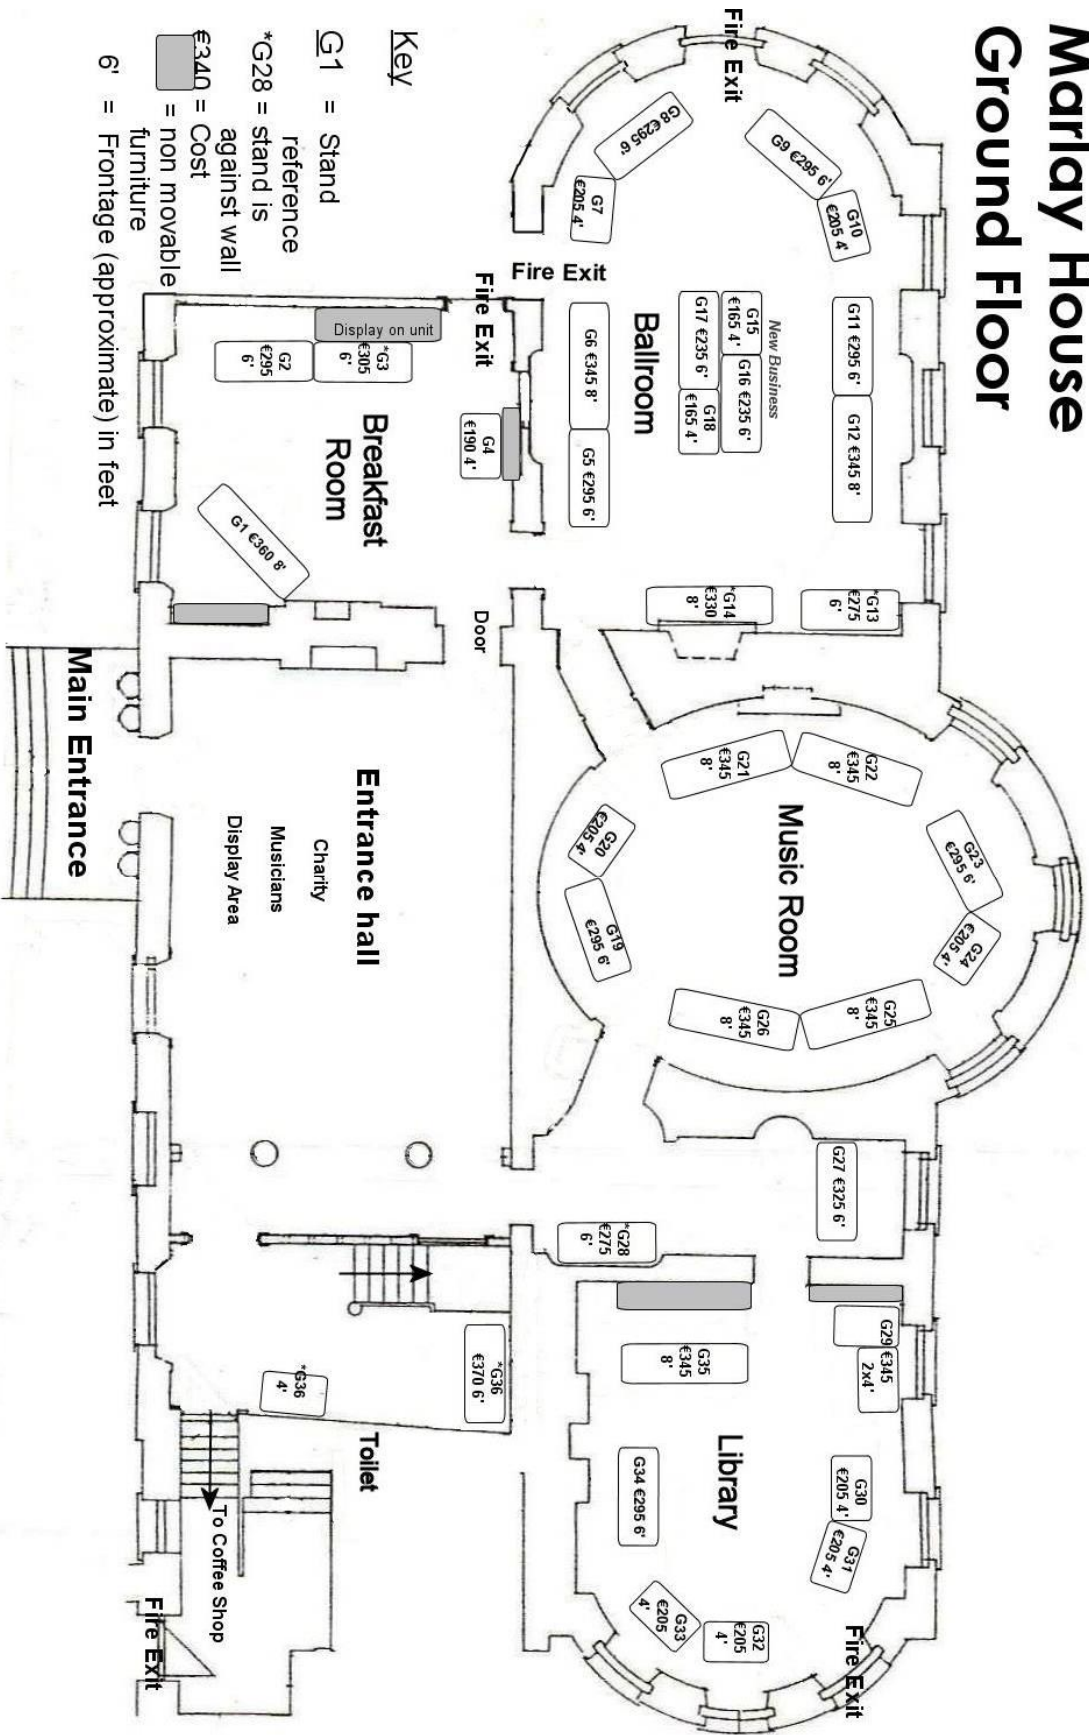 Marlay House
Ground Floor
Key
G1 = Stand
reference
*G28 = stand is
against wall
€340 = Cost
= non movable
furniture
6' = Frontage (approximate) in feet
Fire Exit
G8 €295 6'
G9 €295 6'
G7
€205 4'
G10
€205 4'
Fire Exit
Fire Exit
Ballroom
New Business
G15
€165 4'
G16 €235 6'
G17 €235 6'
G18
€165 4'
G11 €295 6'
G12 €345 8'
G6 €345 8'
G5 €295 6'
*G13
€275
6'
*G14
€330
8'
Display on unit
*G3
€305
6'
G2
€295
6'
G4
€190 4'
Breakfast
Room
G1 €360 8'
Door
Main Entrance
Entrance hall
Charity
Musicians
Display Area
Music Room
G22
€345
8'
G21
€345
8'
G23
€295 6'
G20
€205 4'
G24
€205 4'
G19
€295 6'
G25
€345
8'
G26
€345
8'
G27 €325 6'
*G28
€275
6'
G29 €345
2x4'
G35
€345
8'
Library
G30
€205 4'
G31
€205 4'
G34 €295 6'
G33
€205
4'
G32
€205
4'
Fire Exit
*G36
€370 6'
*G36
4'
Toilet
To Coffee Shop
Fire Exit